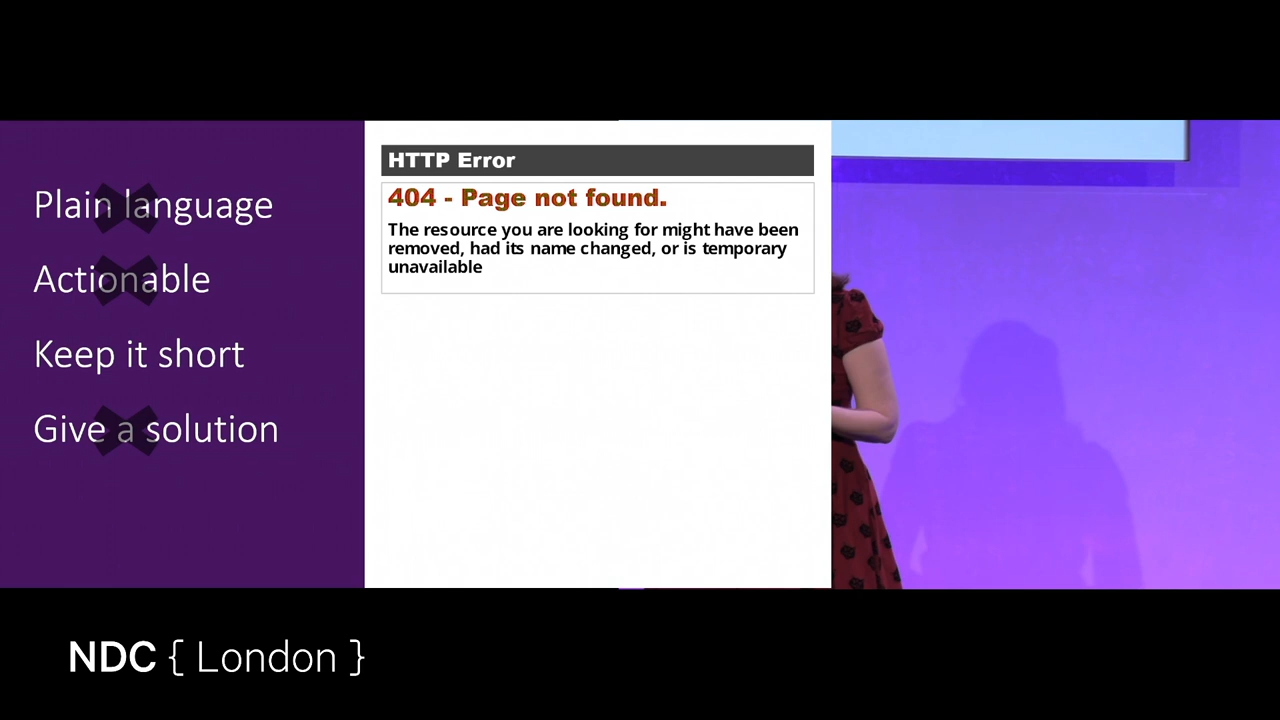 Plain language
Actionable
Keep it short
Give a solution
HTTP Error
404 - Page not found.
The resource you are looking for might have been
removed, had its name changed, or is temporary
unavailable
NDC { London }